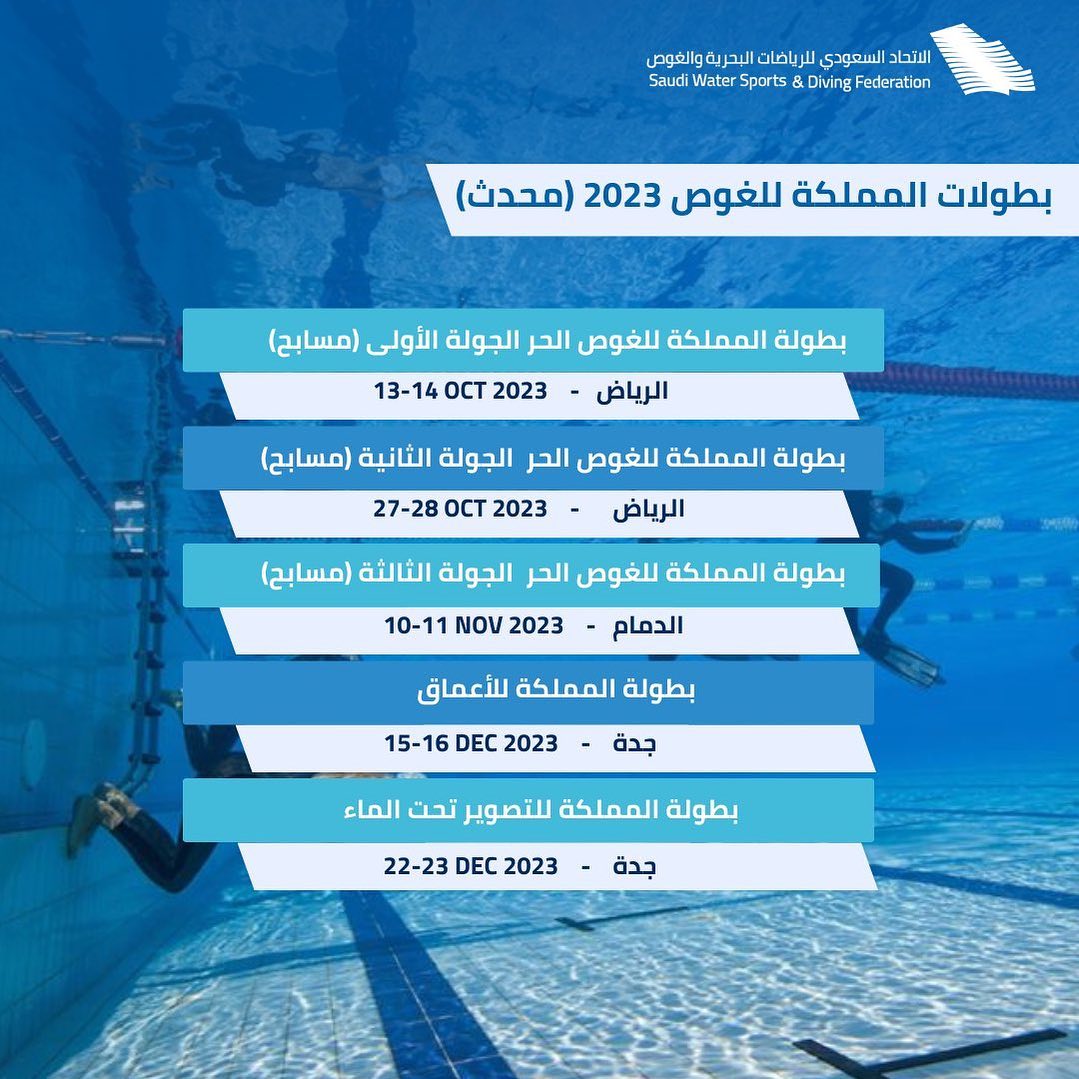 الاتحاد السعودي للرياضات البحرية والغوص
Saudi Water Sports & Diving Federation
بطولات المملكة للغوص 2023 (محدث)
بطولة المملكة للغوص الحر الجولة الأولى (مسابح)
الرياض - 13-14 OCT 2023
بطولة المملكة للغوص الحر الجولة الثانية (مسابح)
الرياض - 27-28 OCT 2023
بطولة المملكة للغوص الحر الجولة الثالثة (مسابح)
الدمام - 10-11 NOV 2023
بطولة المملكة للأعماق
جدة - 15-16 DEC 2023
بطولة المملكة للتصوير تحت الماء
جدة - 22-23 DEC 2023